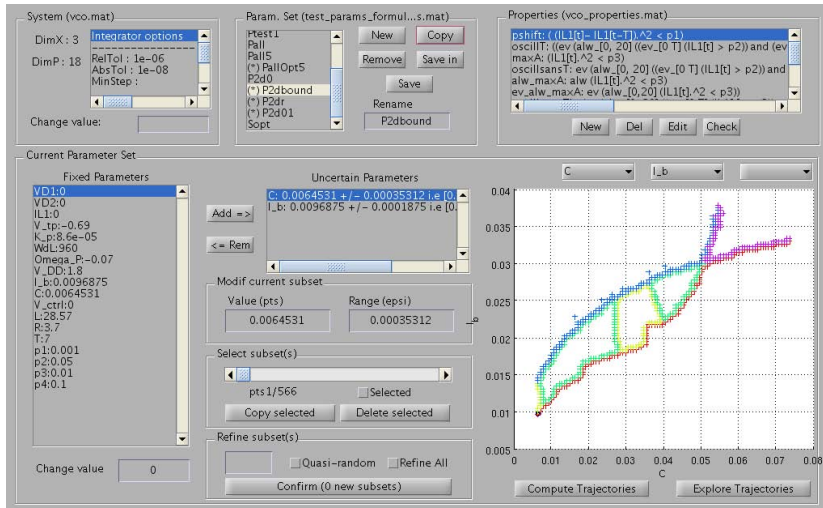 System (vco.mat)
DimX : 3
DimP : 18
Integrator options
RelTol : 1e-06
AbsTol : 1e-08
MinStep :
Change value:
Param. Set (test_params_formul...s.mat)
Ptest1
Pall
Pall5
(*) PallOpt5
P2d0
(*) P2dbound
(*) P2dr
(*) P2d01
Sopt
New
Copy
Remove
Save in
Save
Rename
P2dbound
Properties (vco_properties.mat)
pshift: ( (IL1[t]- IL1[t-T]).^2 < p1)
oscillT: ((ev (alw_[0, 20] ((ev_[0 T] (IL1[t] > p2)) and (ev
maxA: (IL1[t].^2 < p3)
oscillsansT: ev (alw_[0, 20] ((ev_[0 T] (IL1[t] > p2)) and
alw_maxA: alw (IL1[t].^2 < p3)
ev_alw_maxA: ev (alw_[0,20] (IL1[t].^2 < p3))
New
Del
Edit
Check
Current Parameter Set
Fixed Parameters
VD1:0
VD2:0
IL1:0
V_tp:-0.69
K_p:8.6e-05
WdL:960
Omega_P:-0.07
V_DD:1.8
I_b:0.0096875
C:0.0064531
V_ctrl:0
L:28.57
R:3.7
T:7
p1:0.001
p2:0.05
p3:0.01
p4:0.1
Change value
0
Add =>
<= Rem
Uncertain Parameters
C: 0.0064531 +/- 0.00035312 i.e [0.
I_b: 0.0096875 +/- 0.0001875 i.e [0.
Modif current subset
Value (pts)
Range (epsi)
0.0064531
0.00035312
Select subset(s)
pts 1/566
Selected
Copy selected
Delete selected
Refine subset(s)
Quasi-random
Refine All
Confirm (0 new subsets)
C
I_b
0.04
0.035
0.03
0.025
0.02
0.015
0.01
0.005
I_b
0
0.01
0.02
0.03
0.04
0.05
0.06
0.07
0.08
C
Compute Trajectories
Explore Trajectories